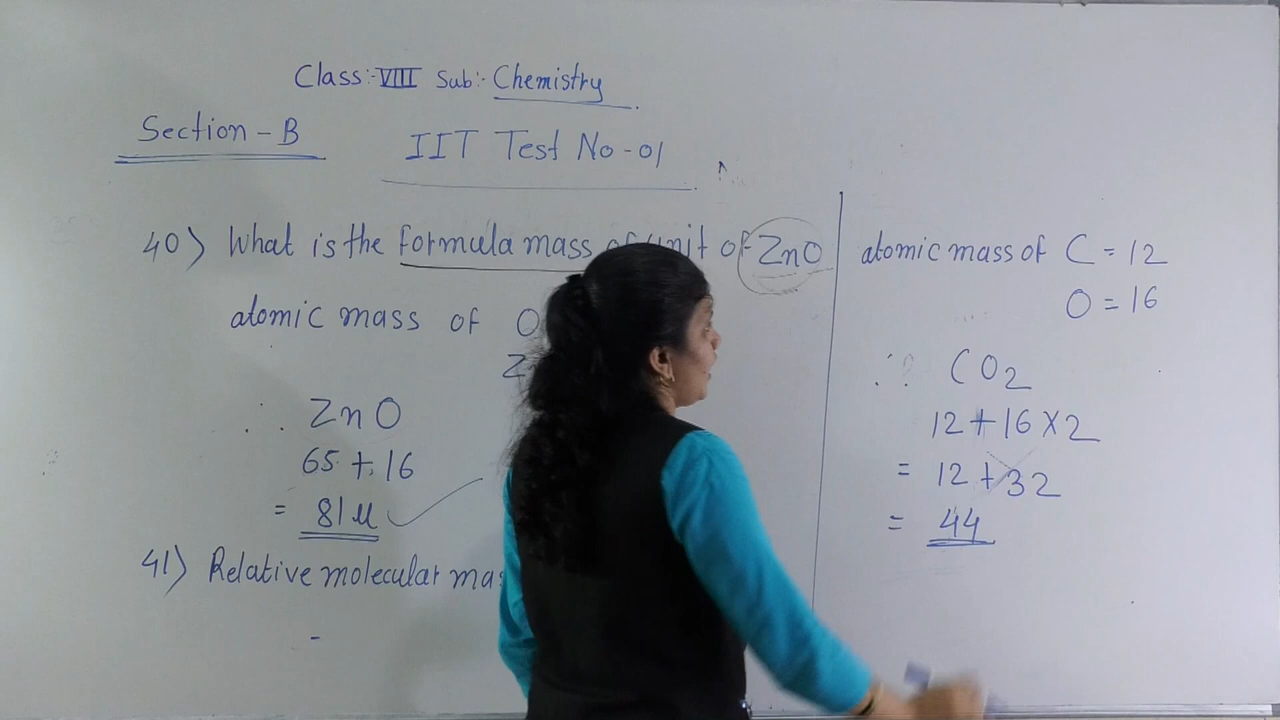 Class:-VIII Sub:- Chemistry
Section - B
IIT Test No - 01
40) What is the formula mass of unit of ZnO
atomic mass of O
Z
∴ ZnO
65 + 16
= 81u
41) Relative molecular mas
-
atomic mass of C = 12
O = 16
∴ CO2
12 + 16 X 2
= 12 + 32
= 44